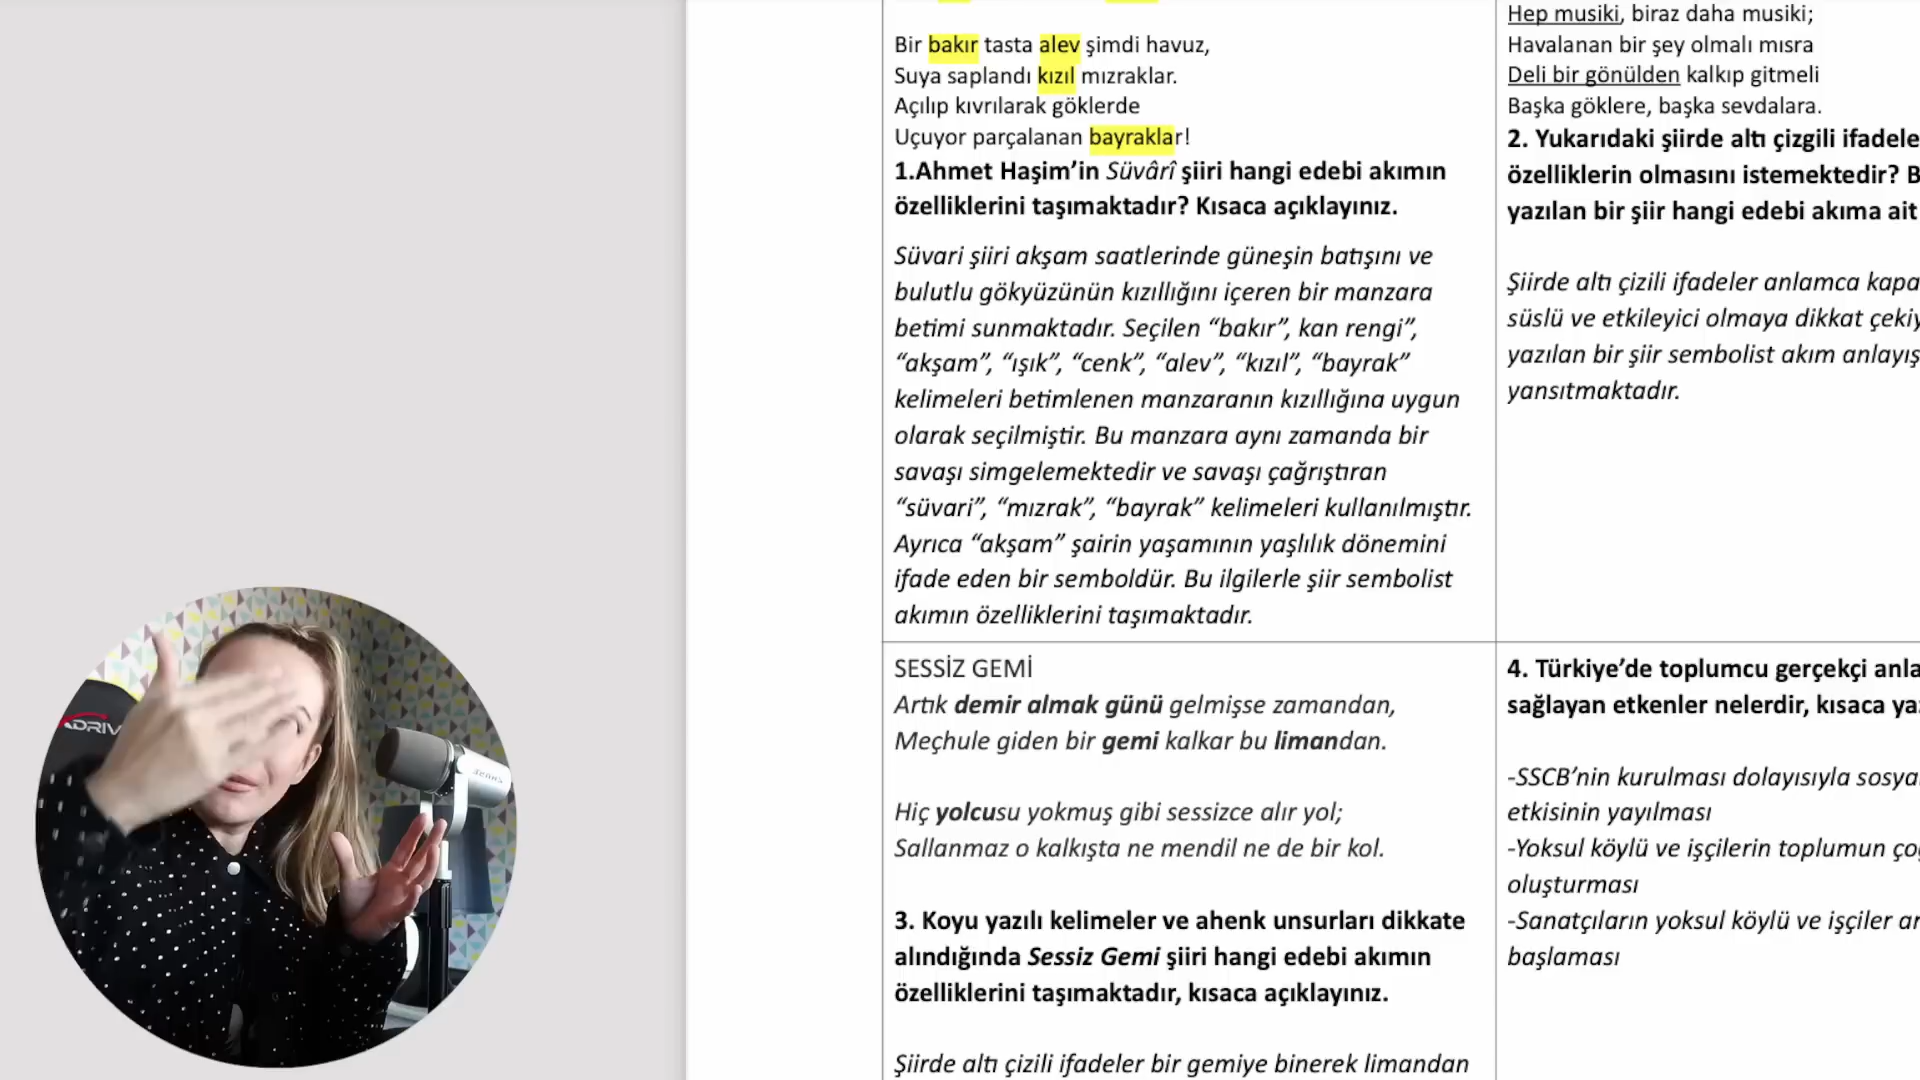 Bir bakır tasta alev şimdi havuz,
Suya saplandı kızıl mızraklar.
Açılıp kıvrılarak göklerde
Uçuyor parçalanan bayraklar!
1.Ahmet Haşim’in Süvârî şiiri hangi edebi akımın
özelliklerini taşımaktadır? Kısaca açıklayınız.
Süvari şiiri akşam saatlerinde güneşin batışını ve
bulutlu gökyüzünün kızıllığını içeren bir manzara
betimi sunmaktadır. Seçilen “bakır”, kan rengi”,
“akşam”, “ışık”, “cenk”, “alev”, “kızıl”, “bayrak”
kelimeleri betimlenen manzaranın kızıllığına uygun
olarak seçilmiştir. Bu manzara aynı zamanda bir
savaşı simgelemektedir ve savaşı çağrıştıran
“süvari”, “mızrak”, “bayrak” kelimeleri kullanılmıştır.
Ayrıca “akşam” şairin yaşamının yaşlılık dönemini
ifade eden bir semboldür. Bu ilgilerle şiir sembolist
akımın özelliklerini taşımaktadır.
Hep musiki, biraz daha musiki;
Havalanan bir şey olmalı mısra
Deli bir gönülden kalkıp gitmeli
Başka göklere, başka sevdalara.
2. Yukarıdaki şiirde altı çizgili ifadele
özelliklerin olmasını istemektedir? B
yazılan bir şiir hangi edebi akıma ait
Şiirde altı çizili ifadeler anlamca kapa
süslü ve etkileyici olmaya dikkat çekiy
yazılan bir şiir sembolist akım anlayış
yansıtmaktadır.
SESSİZ GEMİ
Artık demir almak günü gelmişse zamandan,
Meçhule giden bir gemi kalkar bu limandan.
Hiç yolcusu yokmuş gibi sessizce alır yol;
Sallanmaz o kalkışta ne mendil ne de bir kol.
3. Koyu yazılı kelimeler ve ahenk unsurları dikkate
alındığında Sessiz Gemi şiiri hangi edebi akımın
özelliklerini taşımaktadır, kısaca açıklayınız.
Şiirde altı çizili ifadeler bir gemiye binerek limandan
4. Türkiye’de toplumcu gerçekçi anla
sağlayan etkenler nelerdir, kısaca ya
-SSCB’nin kurulması dolayısıyla sosya
etkisinin yayılması
-Yoksul köylü ve işçilerin toplumun ço
oluşturması
-Sanatçıların yoksul köylü ve işçiler ar
başlaması